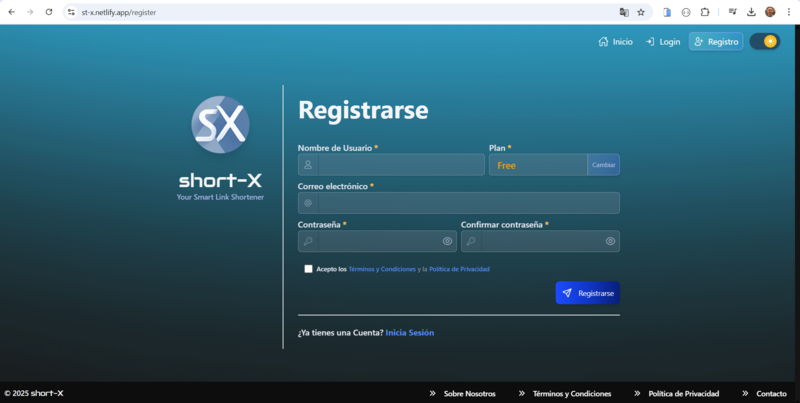 st-x.netlify.app/register
Inicio Login Registro
SX
short-X
Your Smart Link Shortener
Registrarse
Nombre de Usuario * Plan *
Free Cambiar
Correo electrónico *
@
Contraseña * Confirmar contraseña *
Acepto los Términos y Condiciones y la Política de Privacidad
Registrarse
¿Ya tienes una Cuenta? Inicia Sesión
© 2025 short-X » Sobre Nosotros » Términos y Condiciones » Política de Privacidad » Contacto